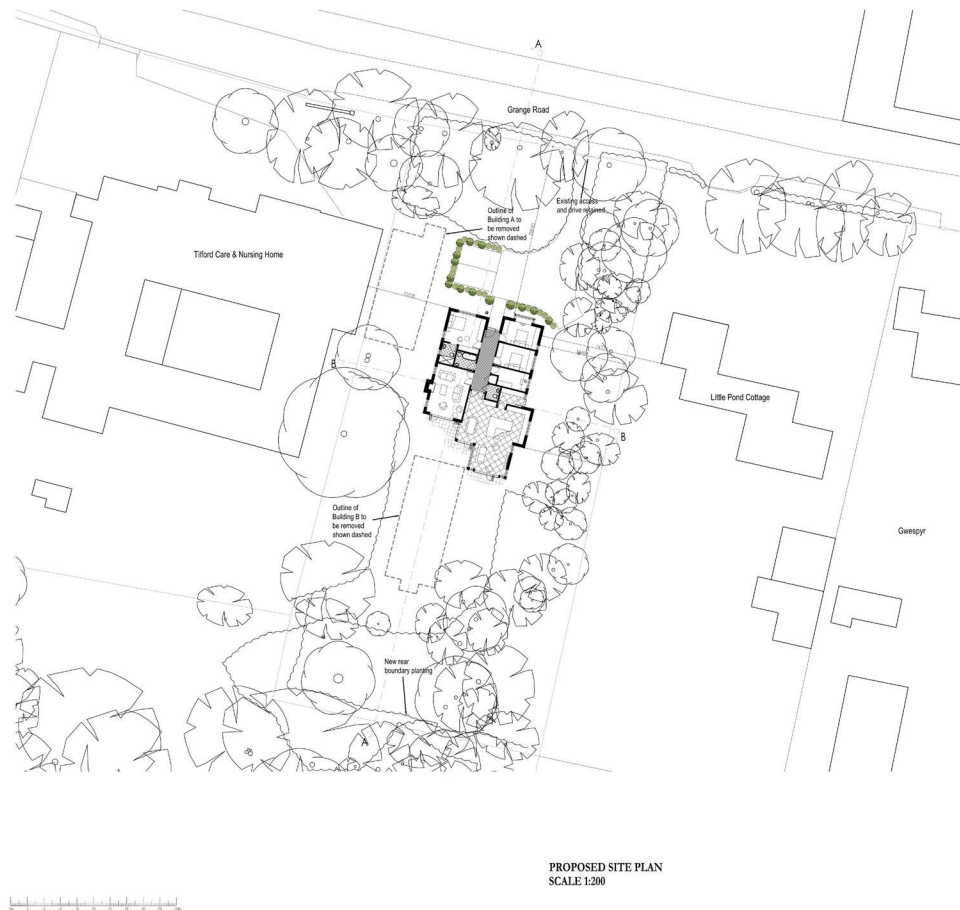 A
Grange Road
Existing access
and drive retained
Outline of
Building A to
be removed
shown dashed
Tilford Care & Nursing Home
B
Little Pond Cottage
B
Outline of
Building B to
be removed
shown dashed
Gwespyr
New rear
boundary planting
A
PROPOSED SITE PLAN
SCALE 1:200